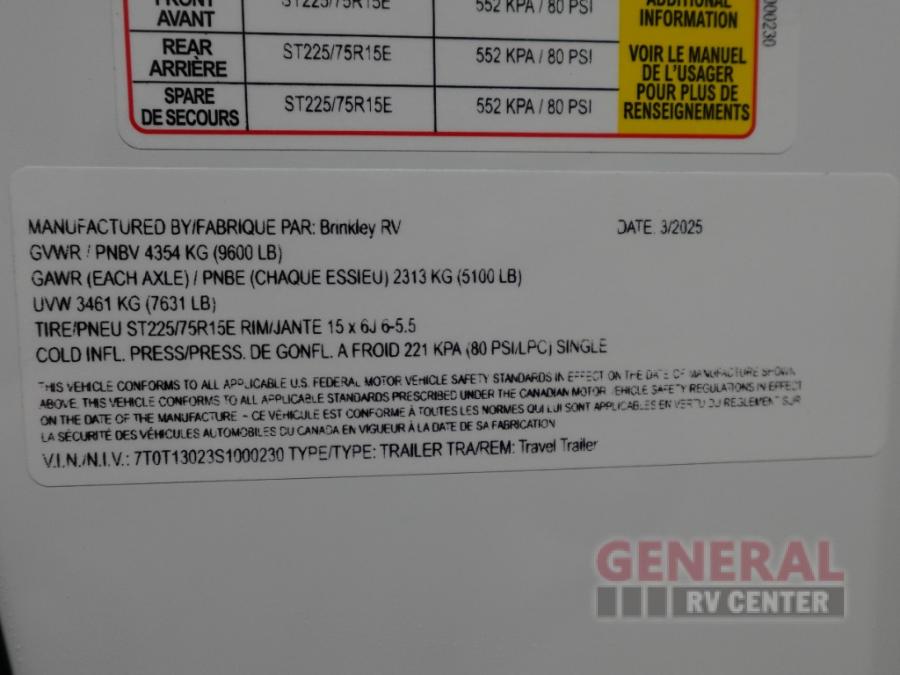 FRONT ST225/75R15E 552 KPA / 80 PSI ADDITIONAL
AVANT INFORMATION
REAR ST225/75R15E 552 KPA / 80 PSI VOIR LE MANUEL
ARRIÈRE DE L'USAGER
SPARE ST225/75R15E 552 KPA / 80 PSI POUR PLUS DE
DE SECOURS RENSEIGNEMENTS
000230
MANUFACTURED BY/FABRIQUE PAR: Brinkley RV DATE. 3/2025
GVWR / PNBV 4354 KG (9600 LB)
GAWR (EACH AXLE) / PNBE (CHAQUE ESSIEU) 2313 KG (5100 LB)
UVW 3461 KG (7631 LB)
TIRE/PNEU ST225/75R15E RIM/JANTE 15 x 6J 6-5.5
COLD INFL. PRESS/PRESS. DE GONFL. A FROID 221 KPA (80 PSI/LPC) SINGLE
THIS VEHICLE CONFORMS TO ALL APPLICABLE U.S. FEDERAL MOTOR VEHICLE SAFETY STANDARDS IN EFFECT ON THE DATE OF MANUFACTURE SHOWN
ABOVE. THIS VEHICLE CONFORMS TO ALL APPLICABLE STANDARDS PRESCRIBED UNDER THE CANADIAN MOTOR VEHICLE SAFETY REGULATIONS IN EFFECT
ON THE DATE OF THE MANUFACTURE - CE VÉHICULE EST CONFORME À TOUTES LES NORMES QUI LUI SONT APPLICABLES EN VERTU DU RÈGLEMENT SUR
LA SÉCURITÉ DES VÉHICULES AUTOMOBILES DU CANADA EN VIGUEUR À LA DATE DE SA FABRICATION
V.I.N./N.I.V.: 7T0T13023S1000230 TYPE/TYPE: TRAILER TRA/REM: Travel Trailer
GENERAL
RV CENTER